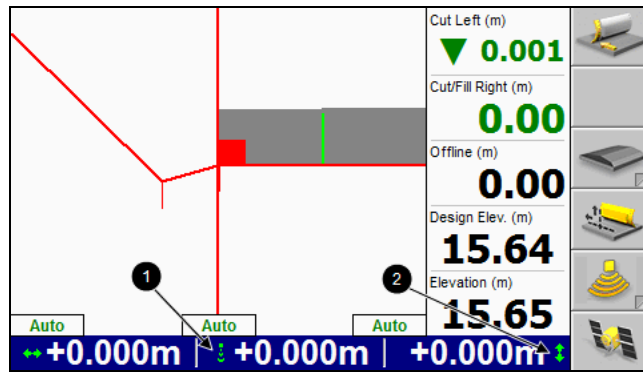 Cut Left (m)
0.001
Cut/Fill Right (m)
0.00
Offline (m)
0.00
Design Elev. (m)
15.64
Elevation (m)
15.65
1
2
Auto
Auto
Auto
+0.000m
+0.000m
+0.000m